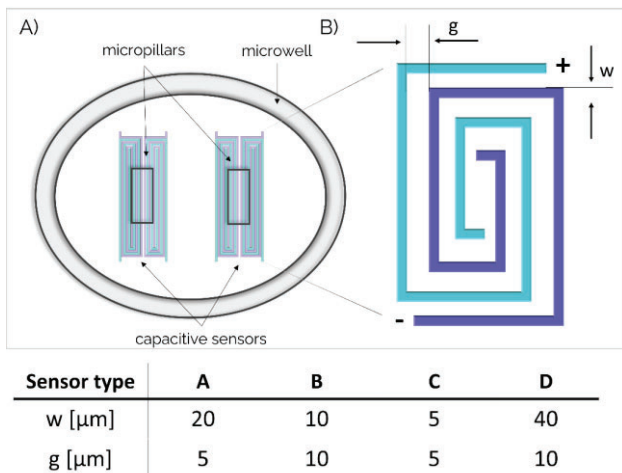 A)
B)
micropillars
microwell
g
+
w
-
capacitive sensors
Sensor type A B C D
w [μm] 20 10 5 40
g [μm] 5 10 5 10